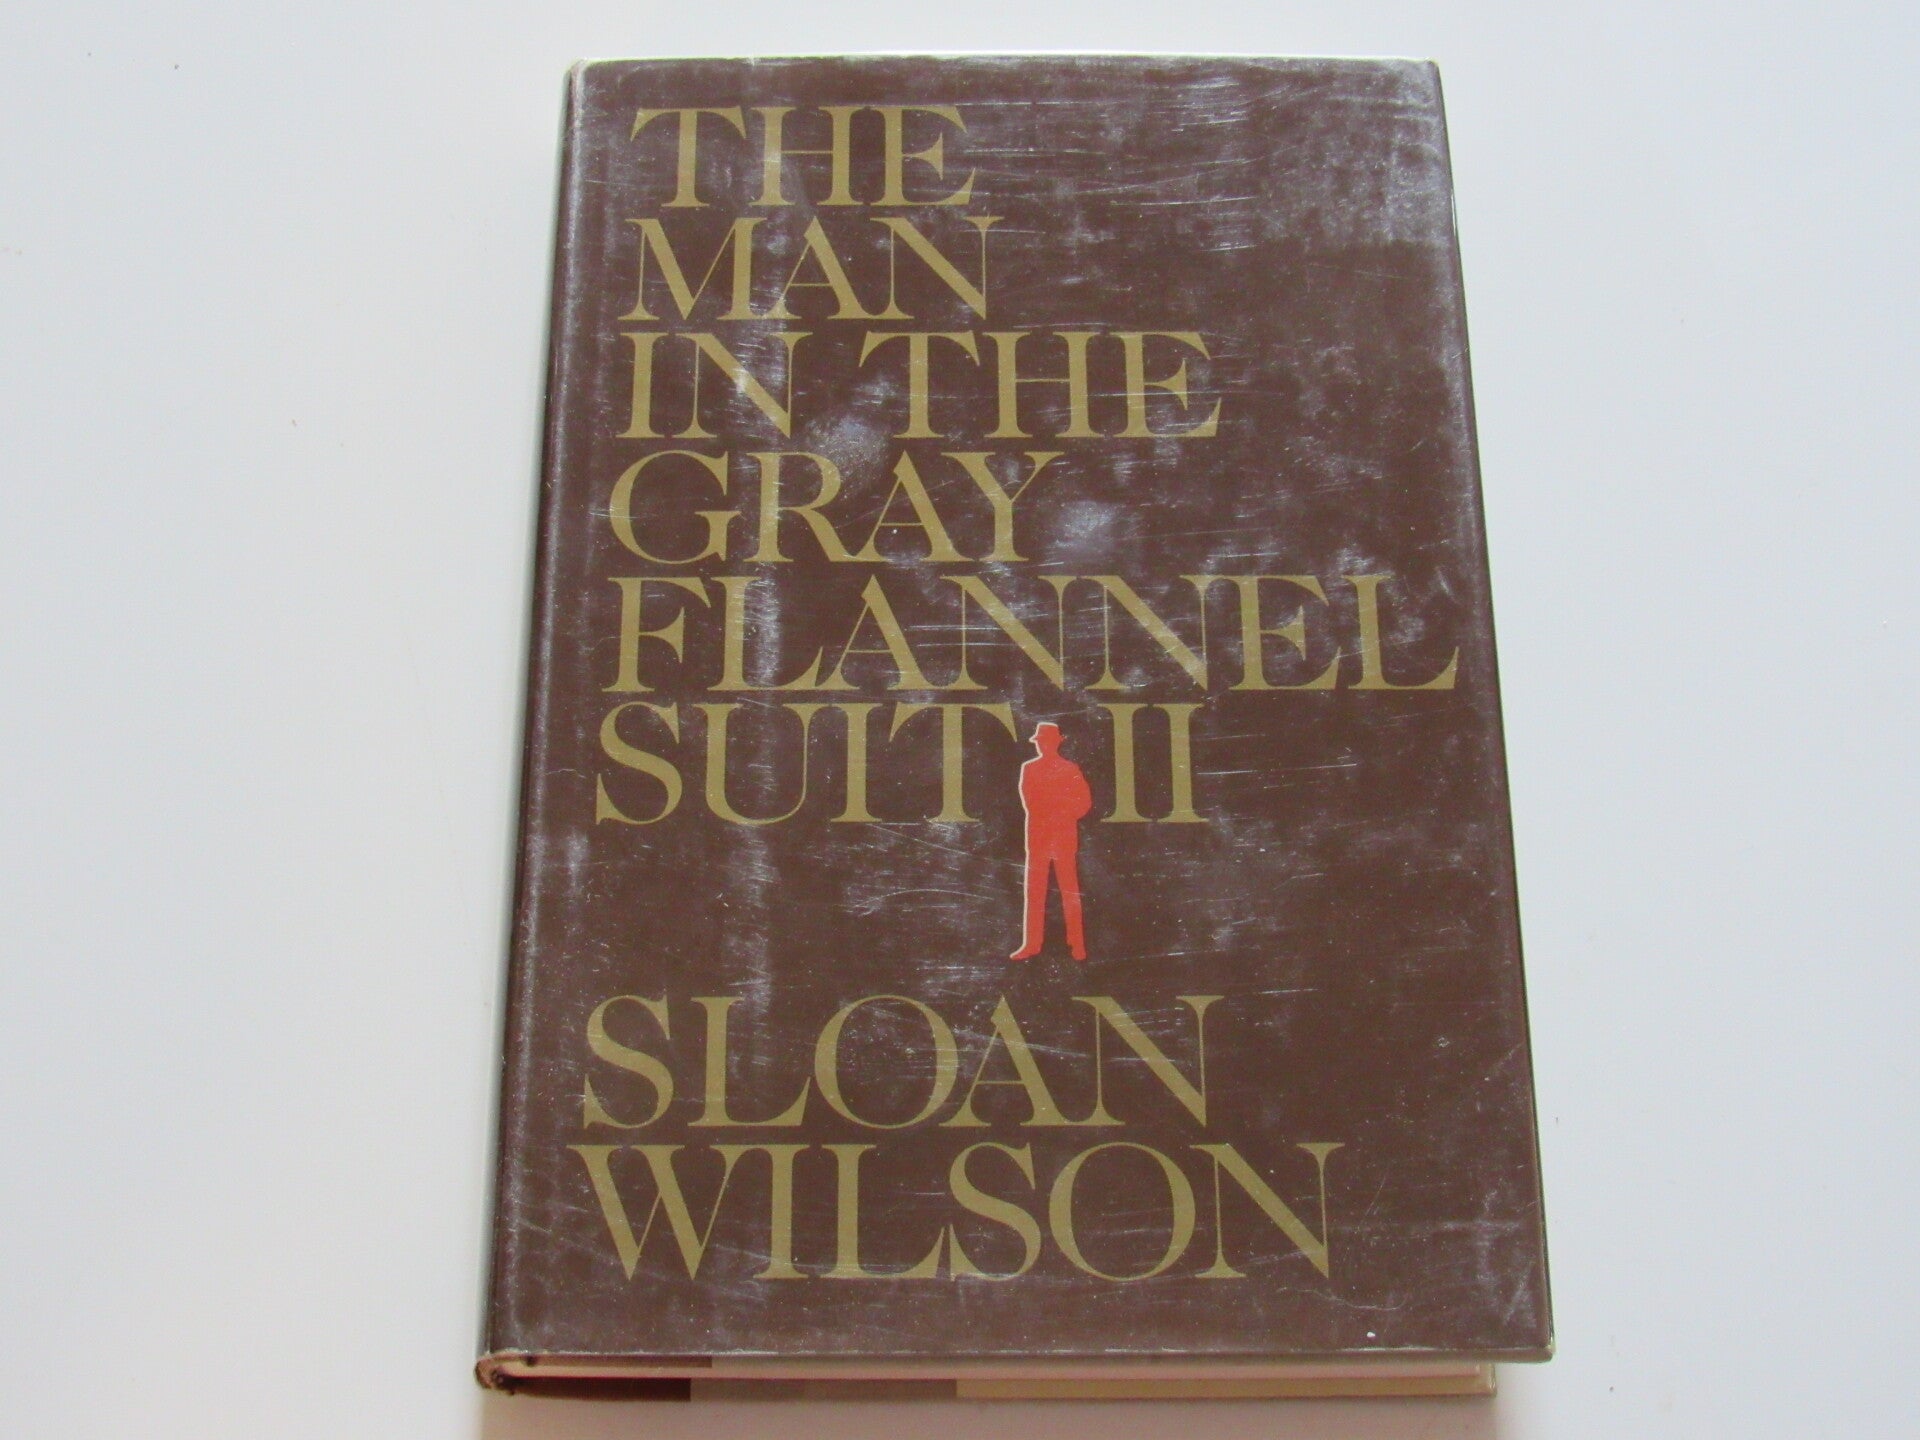 THE
MAN
IN THE
GRAY
FLANNEL
SUIT II
SLOAN
WILSON